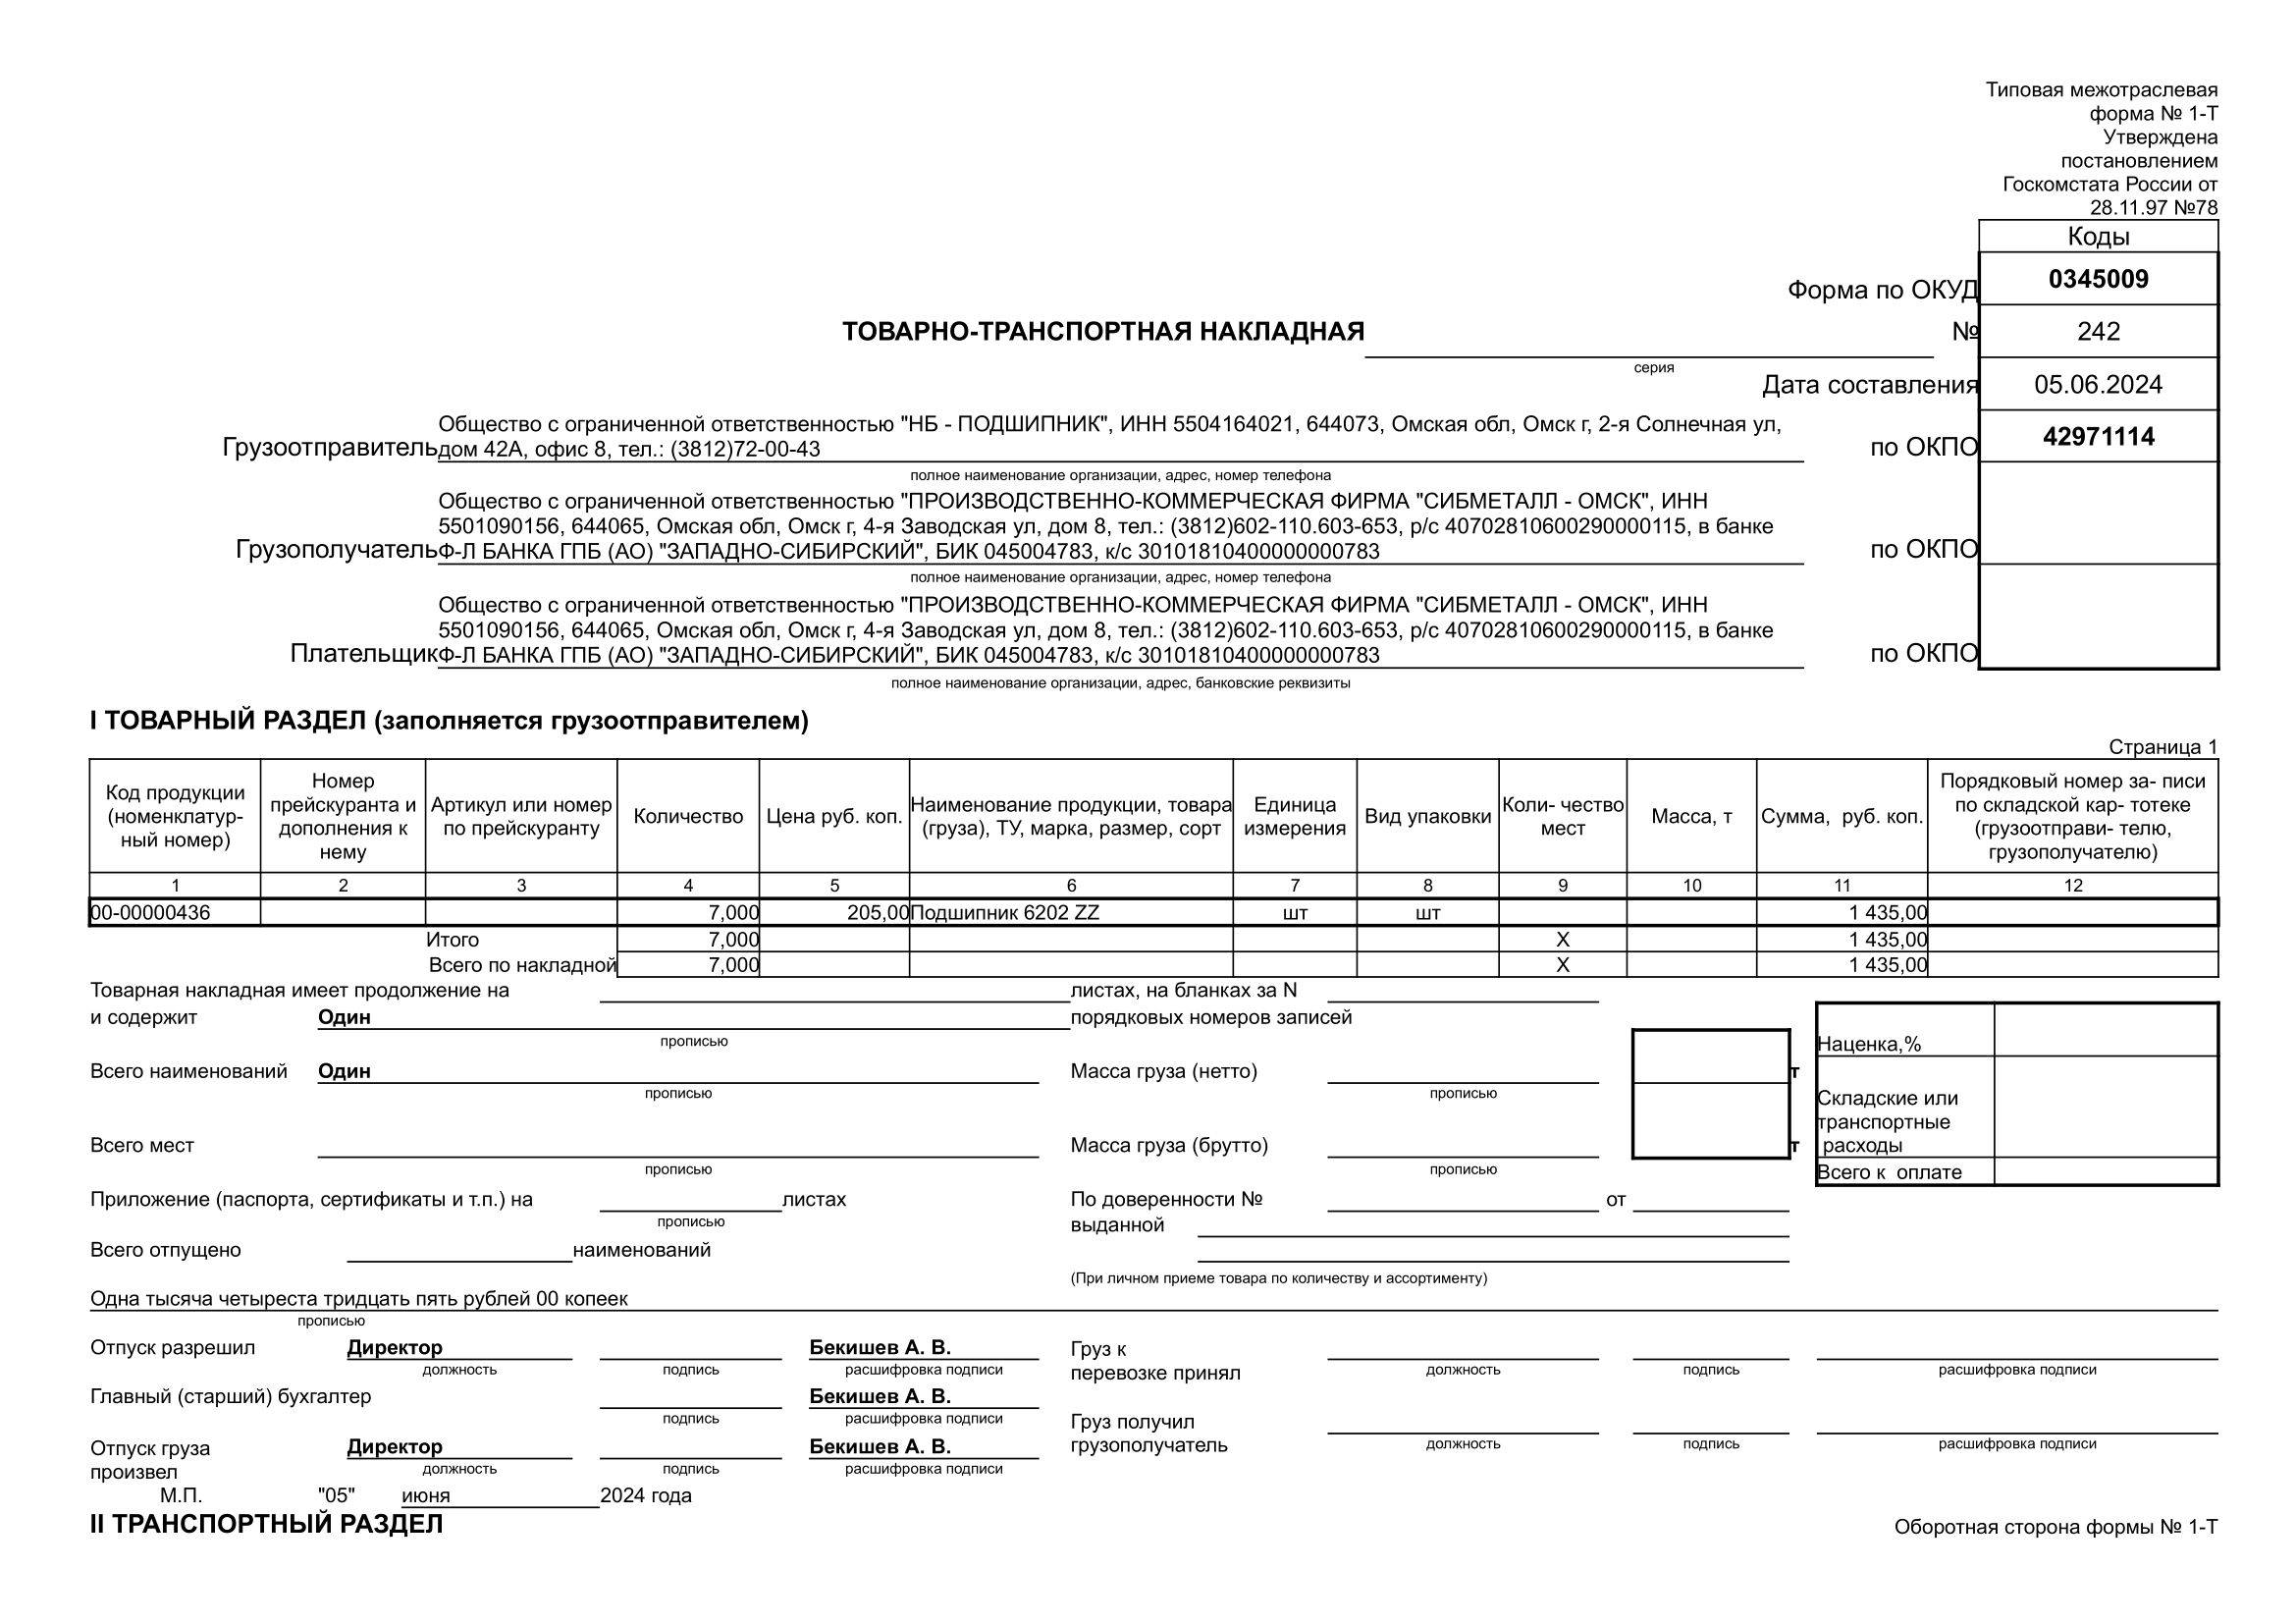 Типовая межотраслевая
форма № 1-Т
Утверждена
постановлением
Госкомстата России от
28.11.97 №78
Коды
Форма по ОКУД 0345009
ТОВАРНО-ТРАНСПОРТНАЯ НАКЛАДНАЯ № 242
серия
Дата составления 05.06.2024
Общество с ограниченной ответственностью "НБ - ПОДШИПНИК", ИНН 5504164021, 644073, Омская обл, Омск г, 2-я Солнечная ул,
Грузоотправитель дом 42А, офис 8, тел.: (3812)72-00-43 по ОКПО 42971114
полное наименование организации, адрес, номер телефона
Общество с ограниченной ответственностью "ПРОИЗВОДСТВЕННО-КОММЕРЧЕСКАЯ ФИРМА "СИБМЕТАЛЛ - ОМСК", ИНН
5501090156, 644065, Омская обл, Омск г, 4-я Заводская ул, дом 8, тел.: (3812)602-110.603-653, р/с 40702810600290000115, в банке
Грузополучатель Ф-Л БАНКА ГПБ (АО) "ЗАПАДНО-СИБИРСКИЙ", БИК 045004783, к/с 30101810400000000783 по ОКПО
полное наименование организации, адрес, номер телефона
Общество с ограниченной ответственностью "ПРОИЗВОДСТВЕННО-КОММЕРЧЕСКАЯ ФИРМА "СИБМЕТАЛЛ - ОМСК", ИНН
5501090156, 644065, Омская обл, Омск г, 4-я Заводская ул, дом 8, тел.: (3812)602-110.603-653, р/с 40702810600290000115, в банке
Плательщик Ф-Л БАНКА ГПБ (АО) "ЗАПАДНО-СИБИРСКИЙ", БИК 045004783, к/с 30101810400000000783 по ОКПО
полное наименование организации, адрес, банковские реквизиты
I ТОВАРНЫЙ РАЗДЕЛ (заполняется грузоотправителем)
Страница 1
Код продукции
(номенклатур-
ный номер)
Номер
прейскуранта и
дополнения к
нему
Артикул или номер
по прейскуранту
Количество
Цена руб. коп.
Наименование продукции, товара
(груза), ТУ, марка, размер, сорт
Единица
измерения
Вид упаковки
Коли- чество
мест
Масса, т
Сумма, руб. коп.
Порядковый номер за- писи
по складской кар- тотеке
(грузоотправи- телю,
грузополучателю)
1 2 3 4 5 6 7 8 9 10 11 12
00-00000436 7,000 205,00 Подшипник 6202 ZZ шт шт 1 435,00
Итого 7,000 Х 1 435,00
Всего по накладной 7,000 Х 1 435,00
Товарная накладная имеет продолжение на листах, на бланках за N
и содержит Один порядковых номеров записей
прописью
Наценка,%
Всего наименований Один Масса груза (нетто) т
прописью прописью
Складские или
транспортные
расходы
Всего мест Масса груза (брутто) т
прописью прописью
Всего к оплате
Приложение (паспорта, сертификаты и т.п.) на листах По доверенности № от
прописью
выданной
Всего отпущено наименований
(При личном приеме товара по количеству и ассортименту)
Одна тысяча четыреста тридцать пять рублей 00 копеек
прописью
Отпуск разрешил Директор Бекишев А. В. Груз к
перевозке принял
должность подпись расшифровка подписи должность подпись расшифровка подписи
Главный (старший) бухгалтер Бекишев А. В.
подпись расшифровка подписи
Груз получил
грузополучатель
должность подпись расшифровка подписи
Отпуск груза
произвел
Директор Бекишев А. В.
должность подпись расшифровка подписи
М.П. "05" июня 2024 года
II ТРАНСПОРТНЫЙ РАЗДЕЛ Оборотная сторона формы № 1-Т